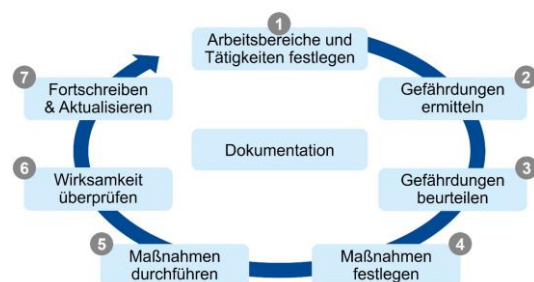 1
Arbeitsbereiche und
Tätigkeiten festlegen
2
Gefährdungen
ermitteln
3
Gefährdungen
beurteilen
4
Maßnahmen
festlegen
5
Maßnahmen
durchführen
6
Wirksamkeit
überprüfen
7
Fortschreiben
& Aktualisieren
Dokumentation